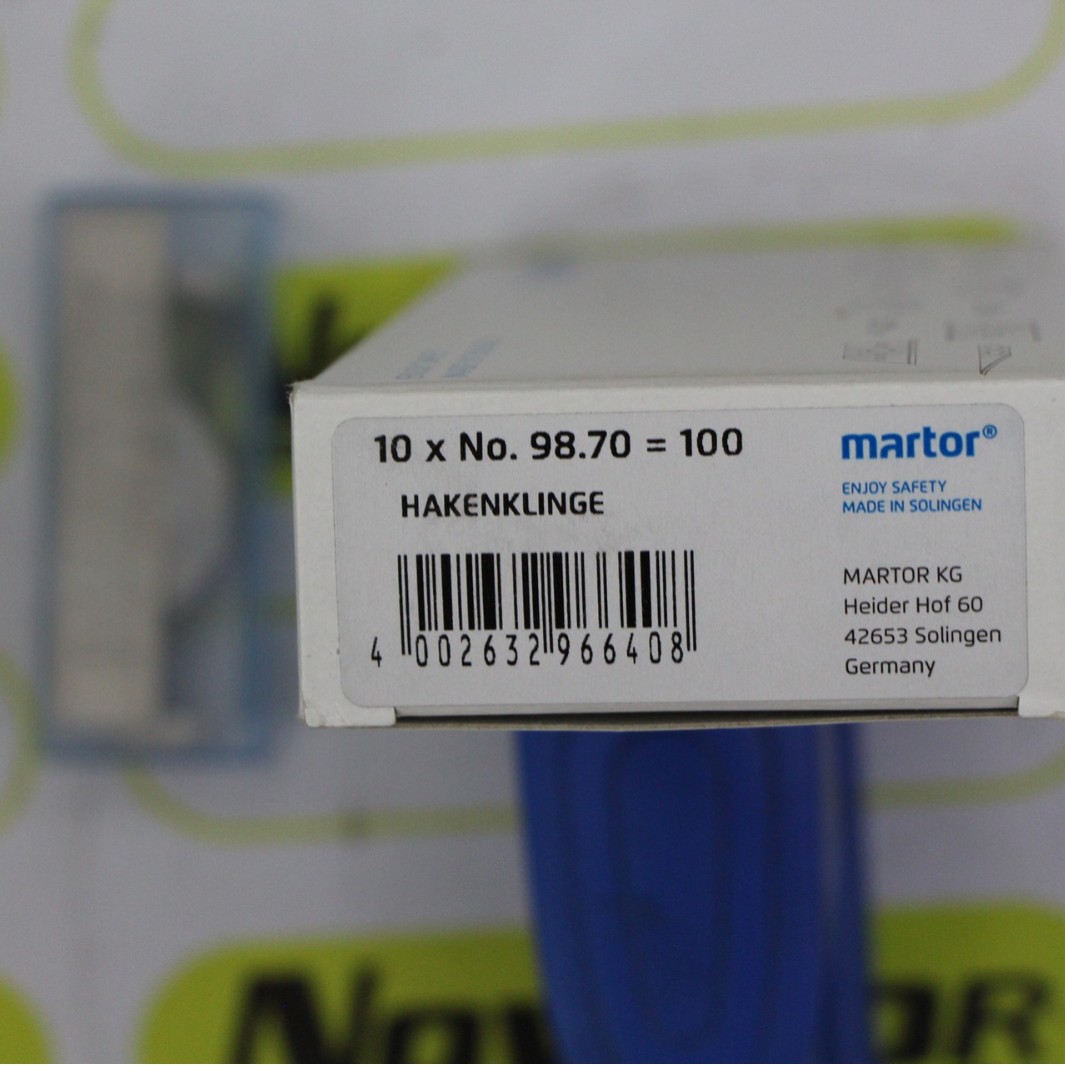 10 x No. 98.70 = 100
HAKENKLINGE
4 002632 966408
martor®
ENJOY SAFETY
MADE IN SOLINGEN
MARTOR KG
Heider Hof 60
42653 Solingen
Germany